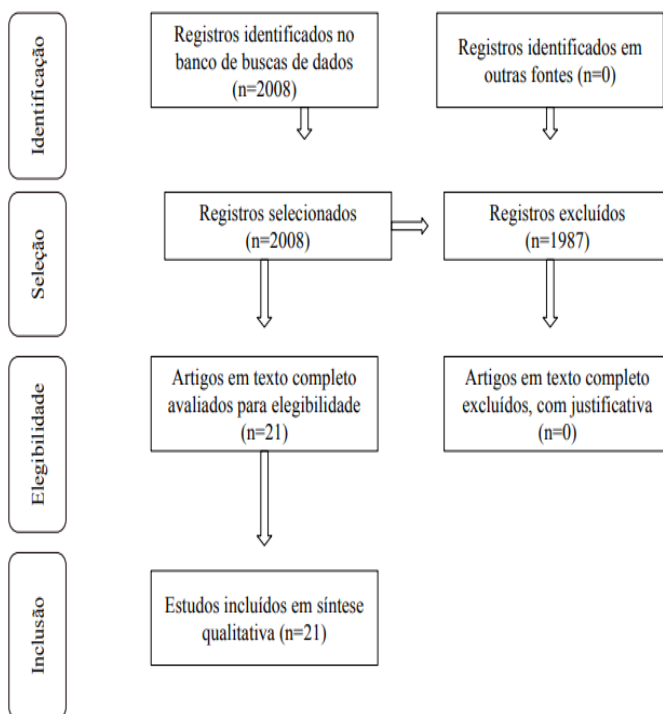 Identificação
Registros identificados no
banco de buscas de dados
(n=2008)
Registros identificados em
outras fontes (n=0)
Seleção
Registros selecionados
(n=2008)
Registros excluídos
(n=1987)
Elegibilidade
Artigos em texto completo
avaliados para elegibilidade
(n=21)
Artigos em texto completo
excluídos, com justificativa
(n=0)
Inclusão
Estudos incluídos em síntese
qualitativa (n=21)